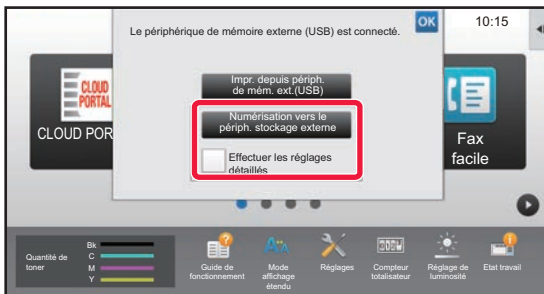 Le périphérique de mémoire externe (USB) est connecté.
OK
10:15
Impr. depuis périph.
de mém. ext.(USB)
Numérisation vers le
périph. stockage externe
Effectuer les réglages
détaillés
CLOUD
PORTAL
CLOUD POR
Fax
facile
Quantité de
toner
Bk
C
M
Y
Guide de
fonctionnement
Mode
affichage
étendu
Réglages
Compteur
totalisateur
Réglage de
luminosité
Etat travail